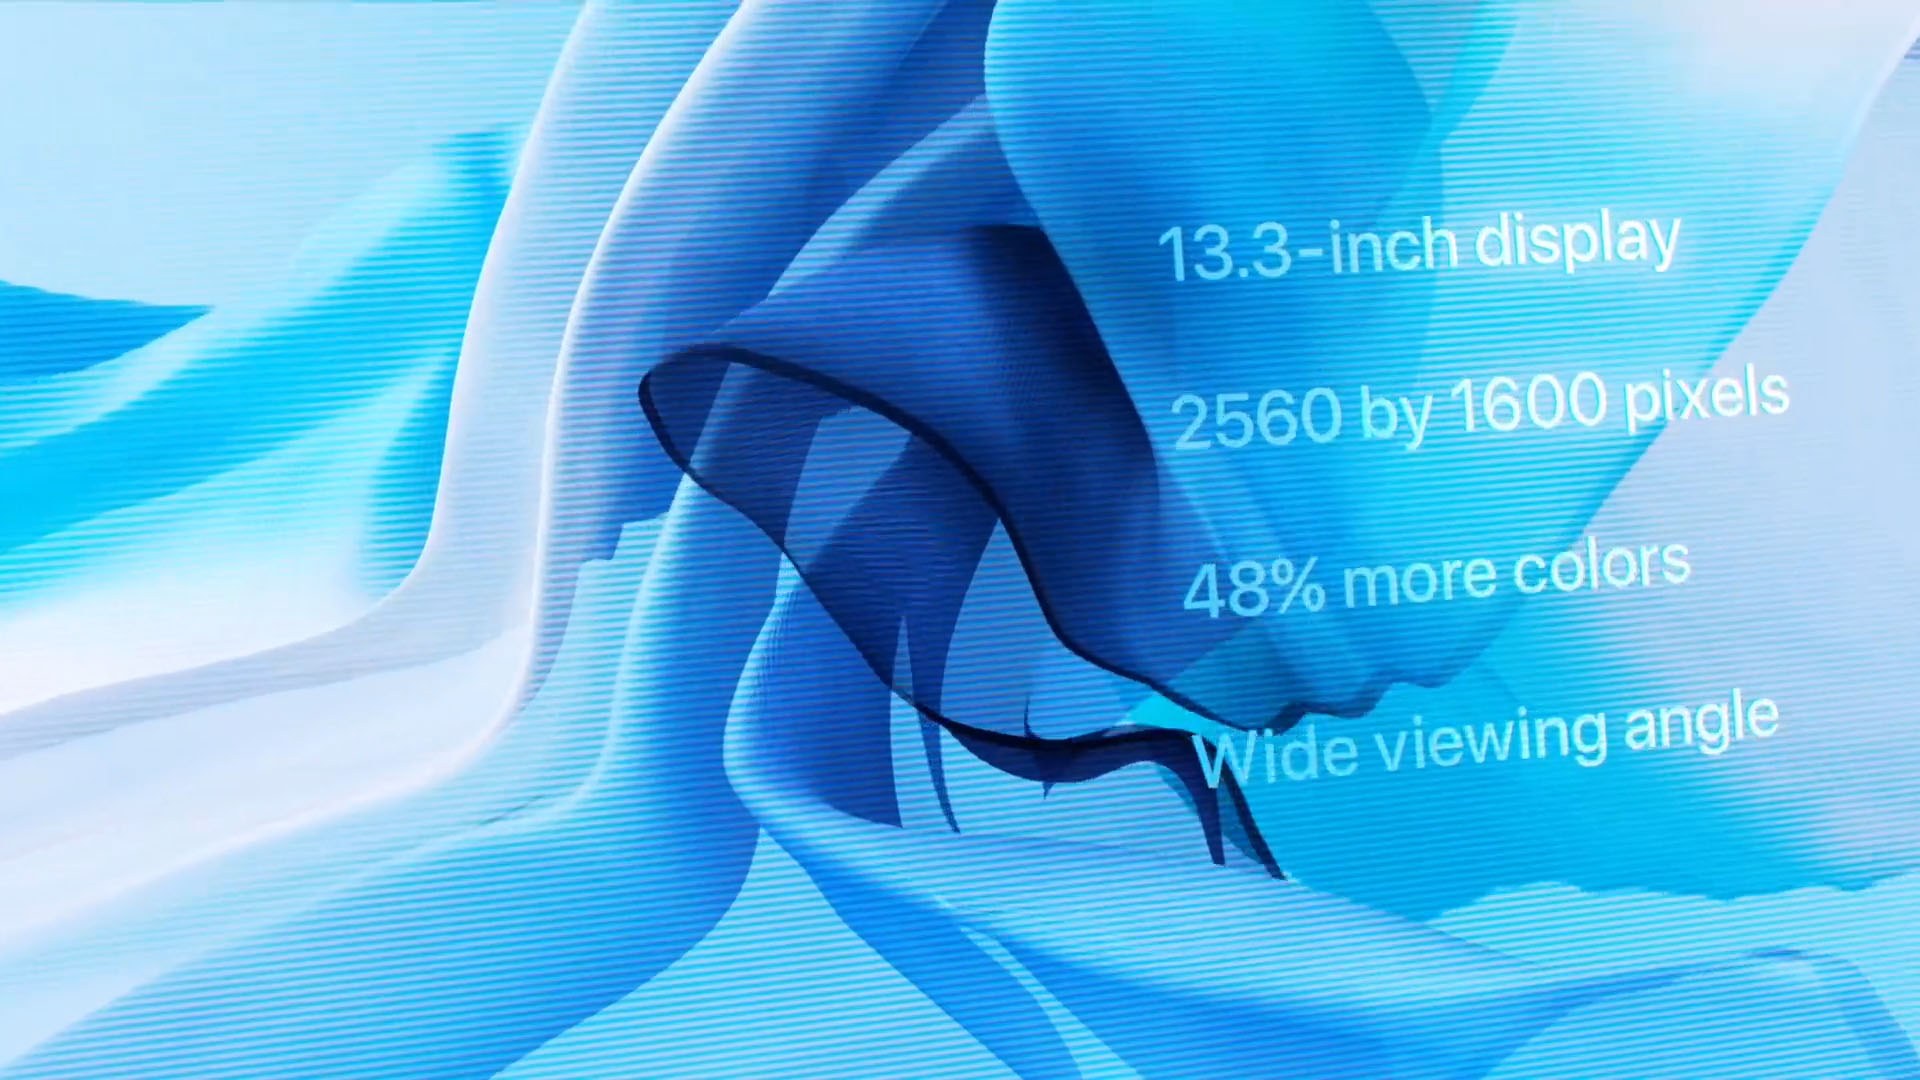 13.3-inch display
2560 by 1600 pixels
48% more colors
Wide viewing angle